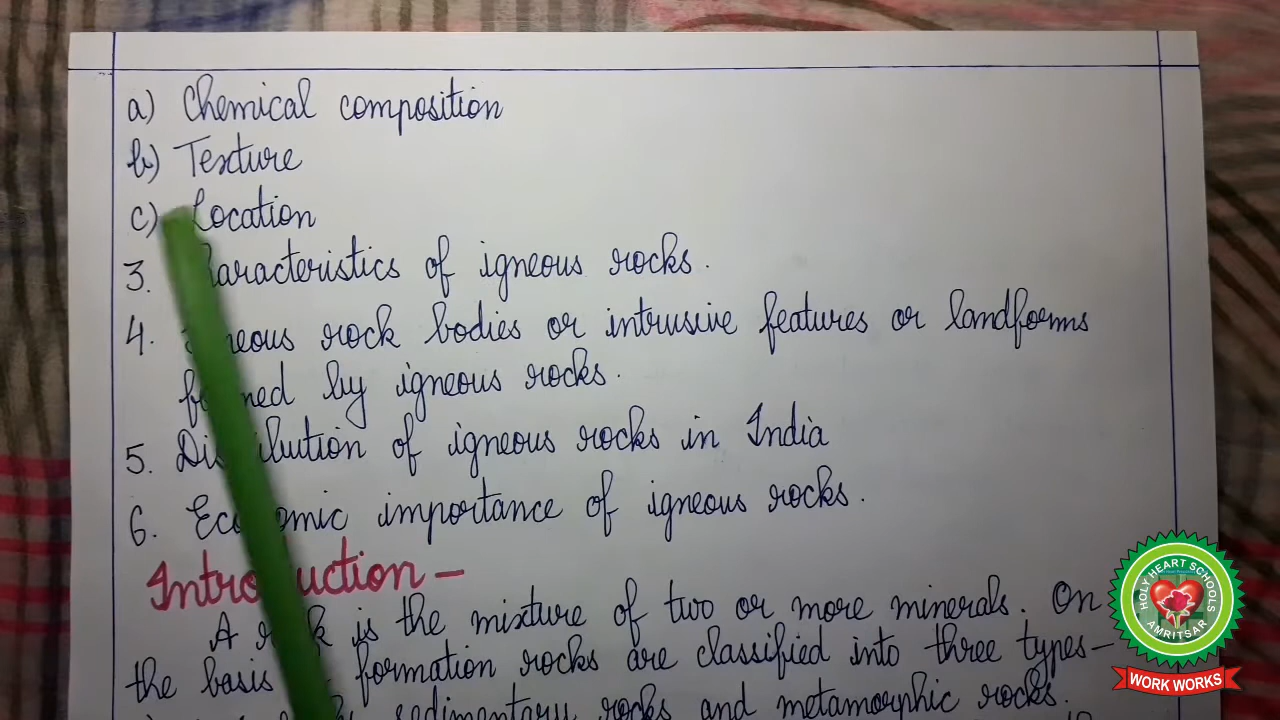 a) Chemical composition
b) Texture
c) Location
3. Characteristics of igneous rocks.
4. Igneous rock bodies or intrusive features or landforms
formed by igneous rocks.
5. Distribution of igneous rocks in India
6. Economic importance of igneous rocks.
Introduction –
A rock is the mixture of two or more minerals. On
the basis of formation rocks are classified into three types –
sedimentary rocks and metamorphic rocks.
HOLY HEART SCHOOLS
AMRITSAR
WORK WORKS